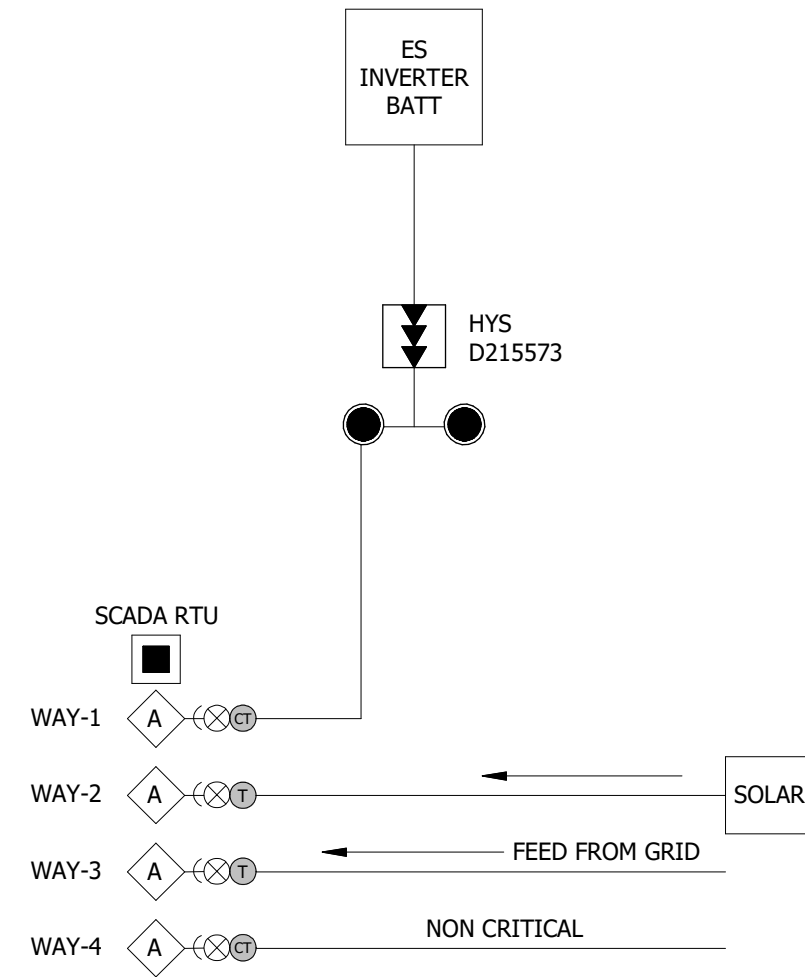 ES
INVERTER
BATT
HYS
D215573
SCADA RTU
WAY-1 A CT
WAY-2 A T SOLAR
FEED FROM GRID
WAY-3 A T
NON CRITICAL
WAY-4 A CT